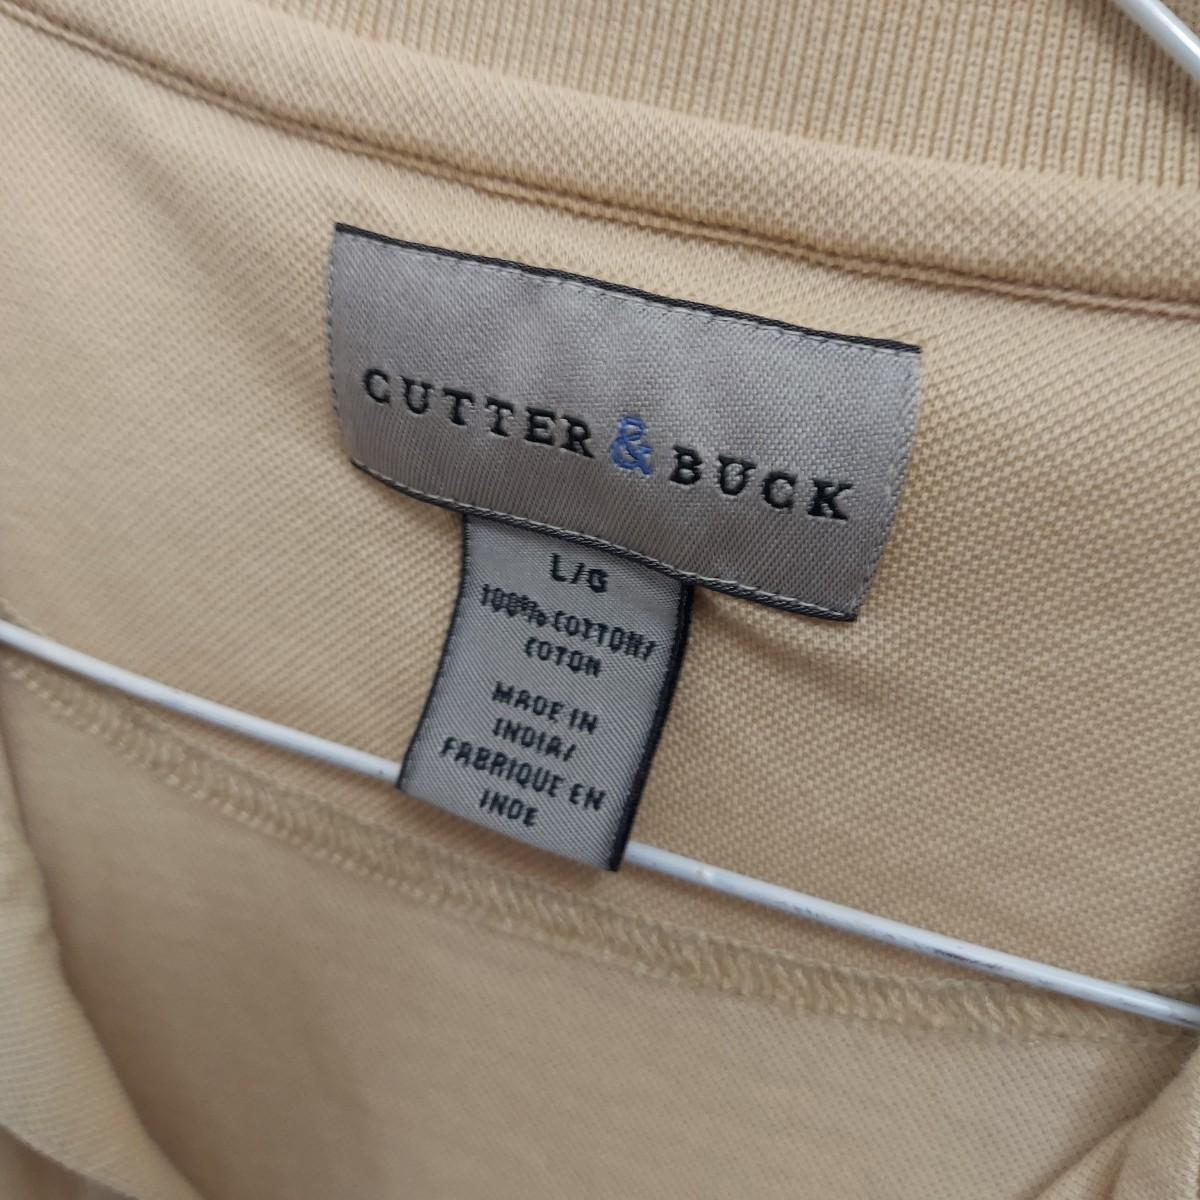 CUTTER & BUCK
L/G
100% COTTON/
COTON
MADE IN
INDIA/
FABRIQUE EN
INDE